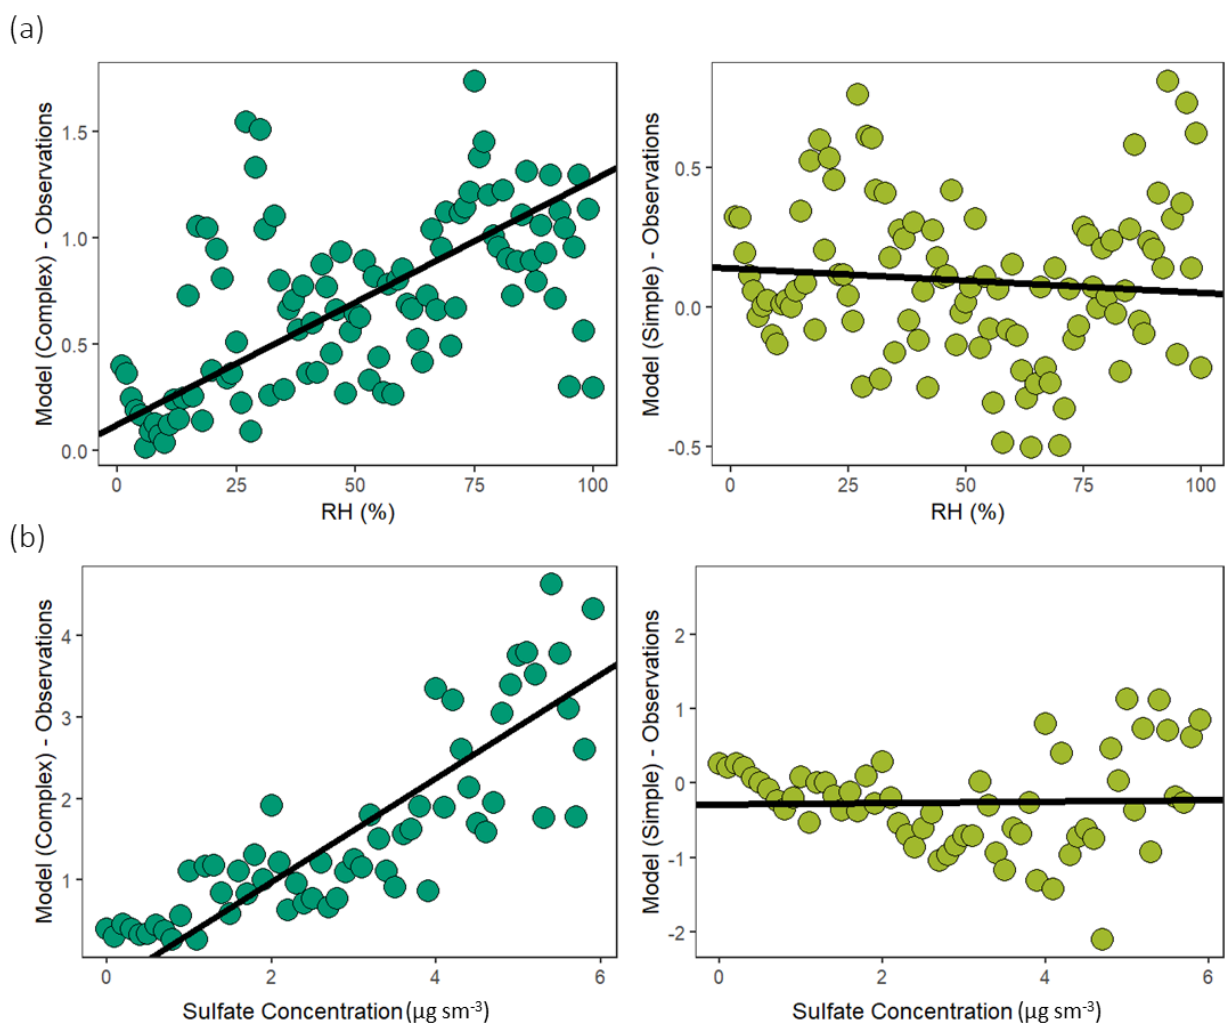 (a)
Model (Complex) - Observations
1.5
1.0
0.5
0.0
0 25 50 75 100
RH (%)
Model (Simple) - Observations
0.5
0.0
-0.5
0 25 50 75 100
RH (%)
(b)
Model (Complex) - Observations
4
3
2
1
0 2 4 6
Sulfate Concentration (µg sm⁻³)
Model (Simple) - Observations
2
1
0
-1
-2
0 2 4 6
Sulfate Concentration (µg sm⁻³)